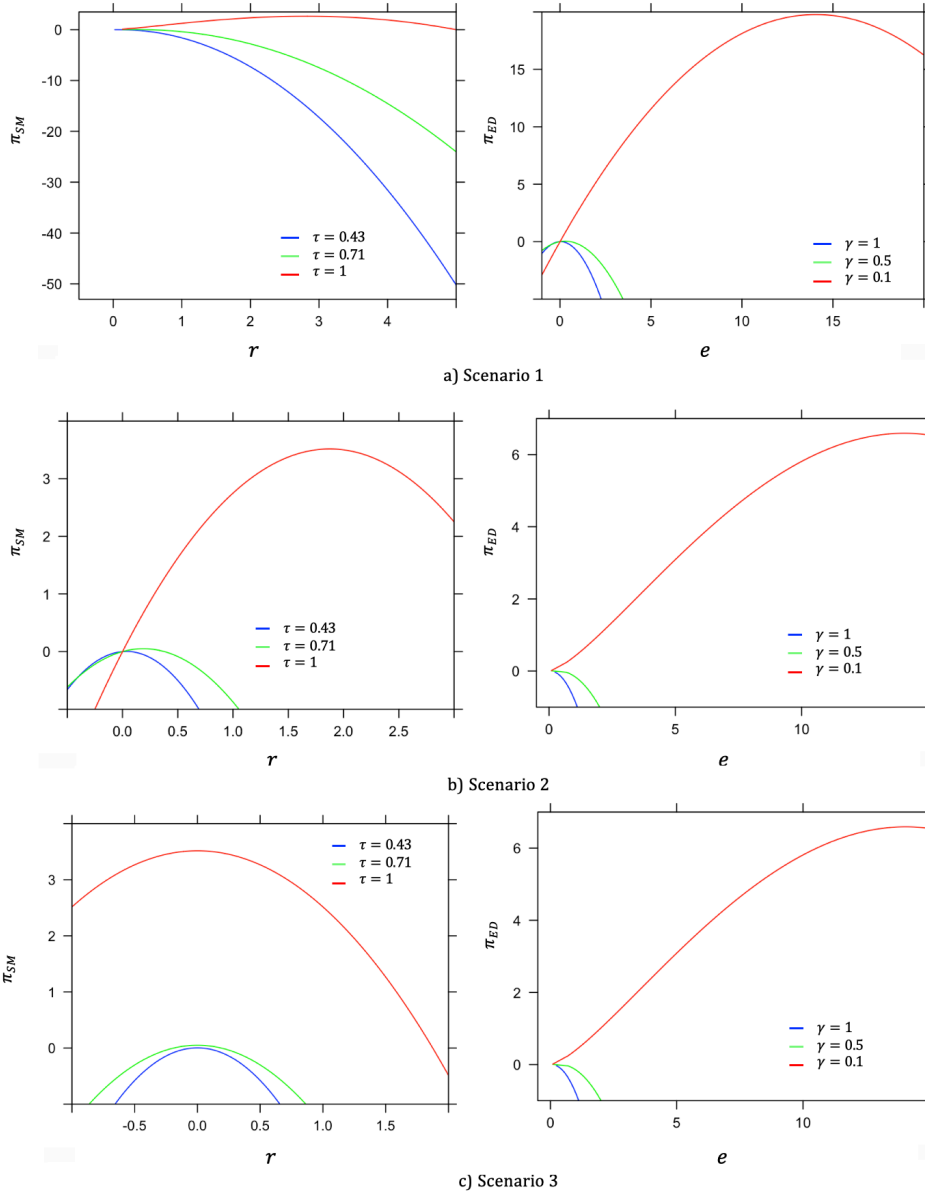 0
-10
-20
-30
-40
-50
π_SM
τ = 0.43
τ = 0.71
τ = 1
0 1 2 3 4
r
15
10
5
0
π_ED
γ = 1
γ = 0.5
γ = 0.1
0 5 10 15
e
a) Scenario 1
3
2
1
0
π_SM
τ = 0.43
τ = 0.71
τ = 1
0.0 0.5 1.0 1.5 2.0 2.5
r
6
4
2
0
π_ED
γ = 1
γ = 0.5
γ = 0.1
0 5 10
e
b) Scenario 2
3
2
1
0
π_SM
τ = 0.43
τ = 0.71
τ = 1
-0.5 0.0 0.5 1.0 1.5
r
6
4
2
0
π_ED
γ = 1
γ = 0.5
γ = 0.1
0 5 10
e
c) Scenario 3